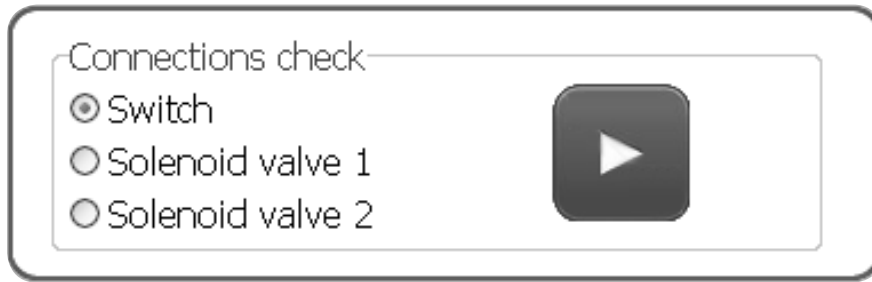 Connections check
Switch
Solenoid valve 1
Solenoid valve 2